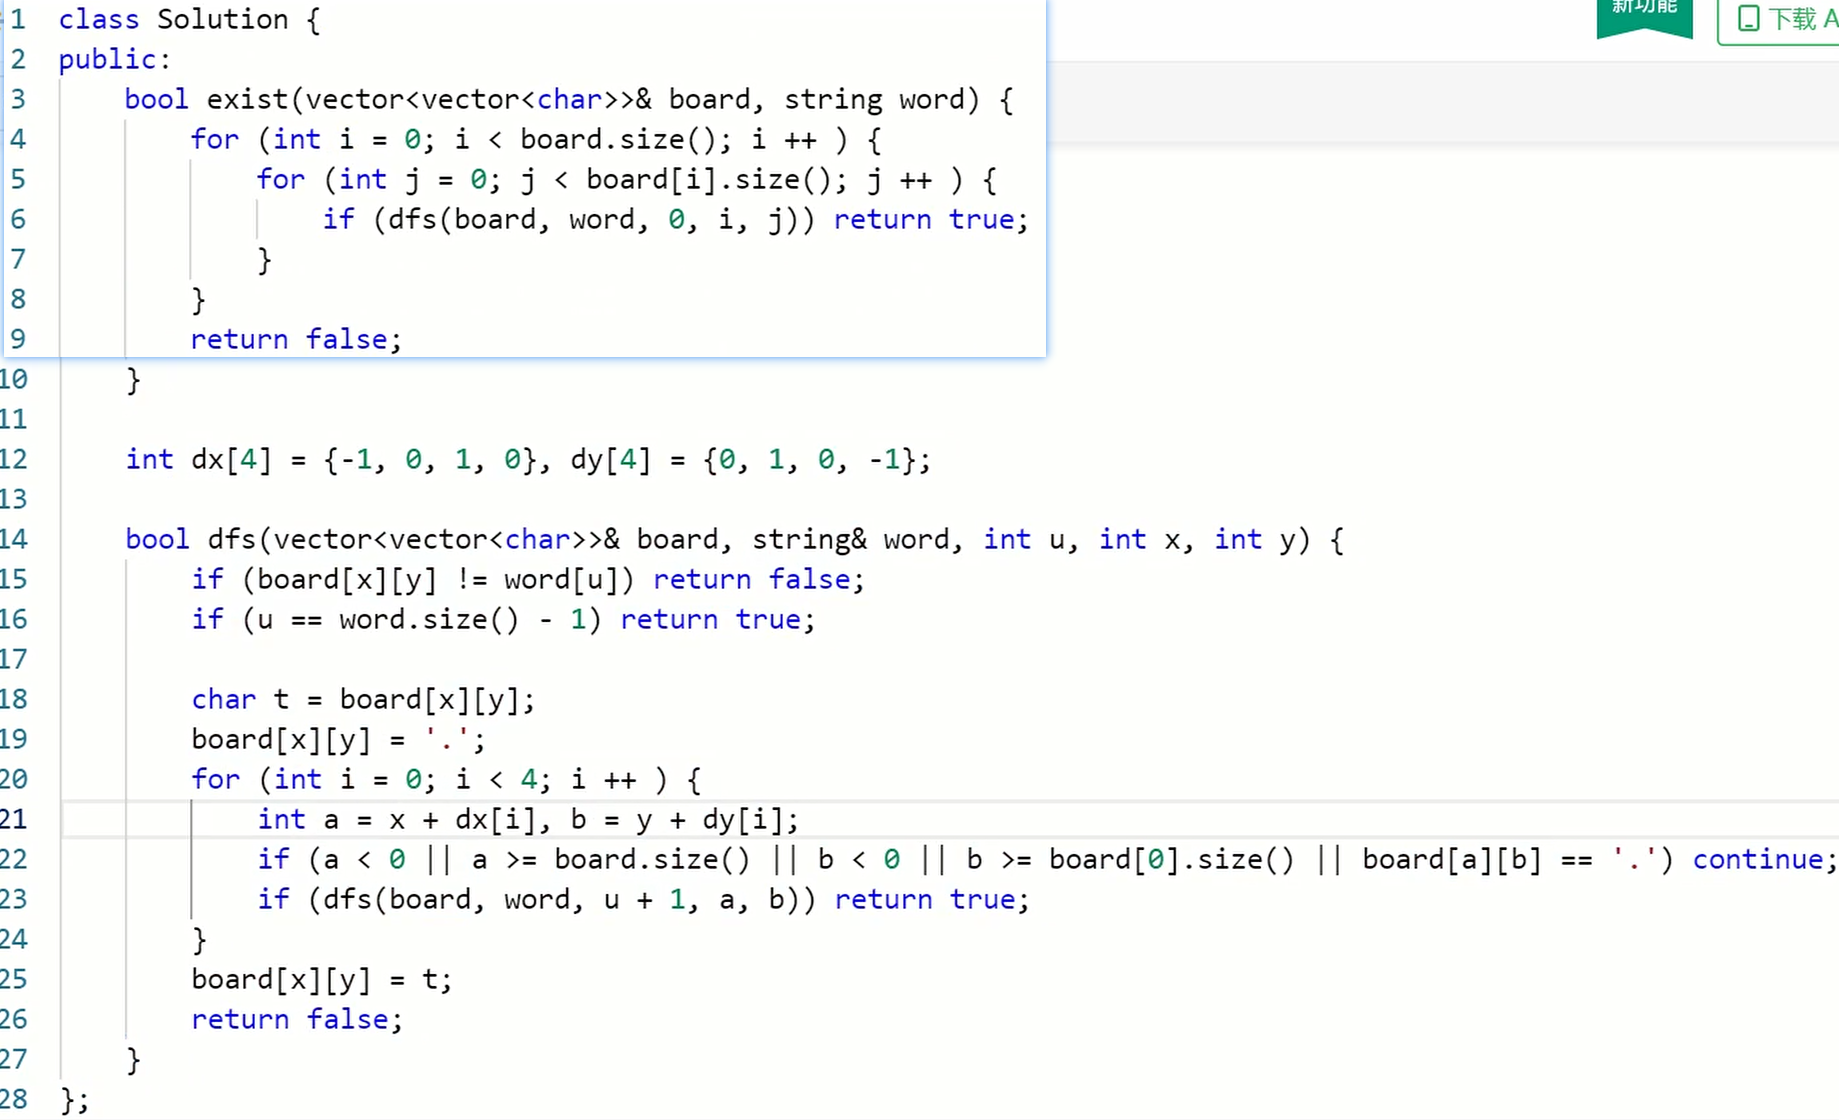 1 class Solution {
2 public:
3     bool exist(vector<vector<char>>& board, string word) {
4         for (int i = 0; i < board.size(); i ++ ) {
5             for (int j = 0; j < board[i].size(); j ++ ) {
6                 if (dfs(board, word, 0, i, j)) return true;
7             }
8         }
9         return false;
10     }
11
12     int dx[4] = {-1, 0, 1, 0}, dy[4] = {0, 1, 0, -1};
13
14     bool dfs(vector<vector<char>>& board, string& word, int u, int x, int y) {
15         if (board[x][y] != word[u]) return false;
16         if (u == word.size() - 1) return true;
17
18         char t = board[x][y];
19         board[x][y] = '.';
20         for (int i = 0; i < 4; i ++ ) {
21             int a = x + dx[i], b = y + dy[i];
22             if (a < 0 || a >= board.size() || b < 0 || b >= board[0].size() || board[a][b] == '.') continue;
23             if (dfs(board, word, u + 1, a, b)) return true;
24         }
25         board[x][y] = t;
26         return false;
27     }
28 };
新功能
下载 A